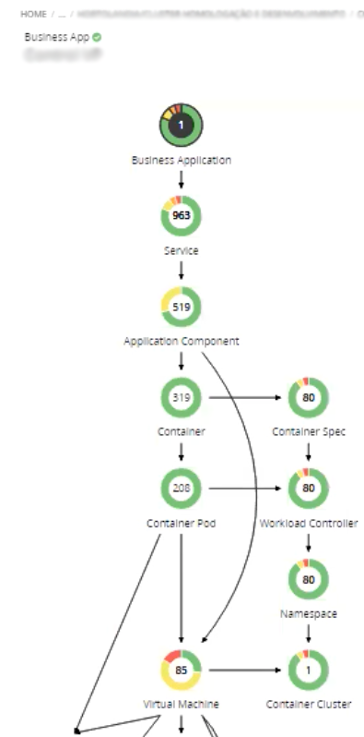 HOME / ... /
Business App
1
Business Application
963
Service
519
Application Component
319
80
Container
Container Spec
208
80
Container Pod
Workload Controller
80
Namespace
85
1
Virtual Machine
Container Cluster